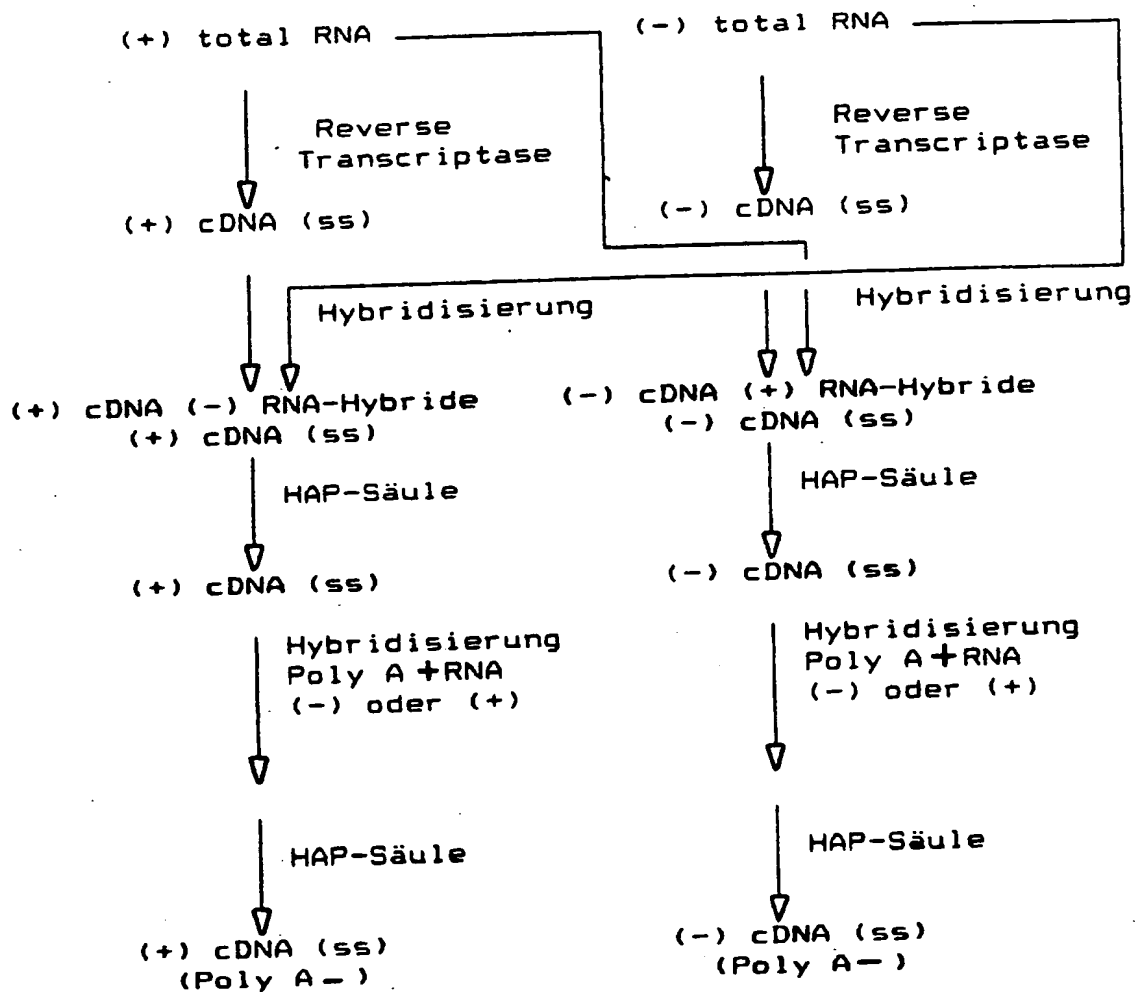 (+) total RNA
(-) total RNA
Reverse
Transcriptase
Reverse
Transcriptase
(+) cDNA (ss)
(-) cDNA (ss)
Hybridisierung
Hybridisierung
(+) cDNA (-) RNA-Hybride
(+) cDNA (ss)
(-) cDNA (+) RNA-Hybride
(-) cDNA (ss)
HAP-Säule
HAP-Säule
(+) cDNA (ss)
(-) cDNA (ss)
Hybridisierung
Poly A +RNA
(-) oder (+)
Hybridisierung
Poly A +RNA
(-) oder (+)
HAP-Säule
HAP-Säule
(+) cDNA (ss)
(Poly A - )
(-) cDNA (ss)
(Poly A - )